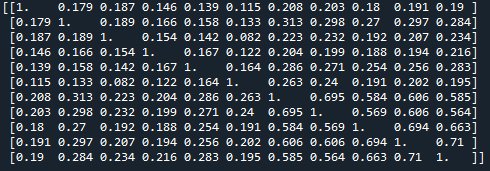 [[1.    0.179 0.187 0.146 0.139 0.115 0.208 0.203 0.18  0.191 0.19 ]
 [0.179 1.    0.189 0.166 0.158 0.133 0.313 0.298 0.27  0.297 0.284]
 [0.187 0.189 1.    0.154 0.142 0.082 0.223 0.232 0.192 0.207 0.234]
 [0.146 0.166 0.154 1.    0.167 0.122 0.204 0.199 0.188 0.194 0.216]
 [0.139 0.158 0.142 0.167 1.    0.164 0.286 0.271 0.254 0.256 0.283]
 [0.115 0.133 0.082 0.122 0.164 1.    0.263 0.24  0.191 0.202 0.195]
 [0.208 0.313 0.223 0.204 0.286 0.263 1.    0.695 0.584 0.606 0.585]
 [0.203 0.298 0.232 0.199 0.271 0.24  0.695 1.    0.569 0.606 0.564]
 [0.18  0.27  0.192 0.188 0.254 0.191 0.584 0.569 1.    0.694 0.663]
 [0.191 0.297 0.207 0.194 0.256 0.202 0.606 0.606 0.694 1.    0.71 ]
 [0.19  0.284 0.234 0.216 0.283 0.195 0.585 0.564 0.663 0.71  1.   ]]